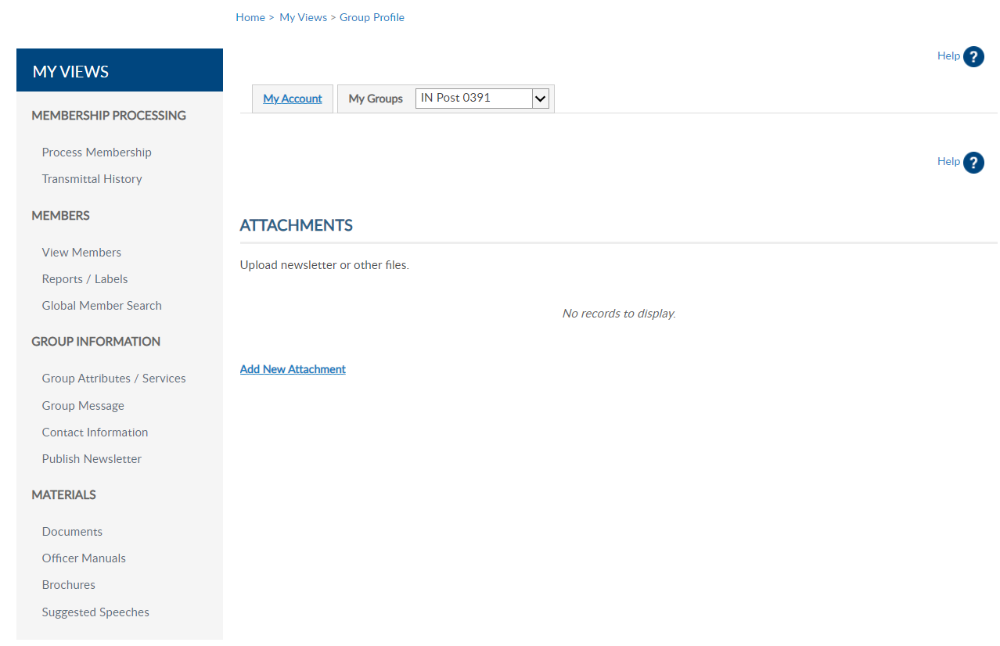 Home > My Views > Group Profile
MY VIEWS
Help ?
My Account My Groups IN Post 0391
MEMBERSHIP PROCESSING
Process Membership
Transmittal History
MEMBERS
View Members
Reports / Labels
Global Member Search
GROUP INFORMATION
Group Attributes / Services
Group Message
Contact Information
Publish Newsletter
MATERIALS
Documents
Officer Manuals
Brochures
Suggested Speeches
Help ?
ATTACHMENTS
Upload newsletter or other files.
No records to display.
Add New Attachment